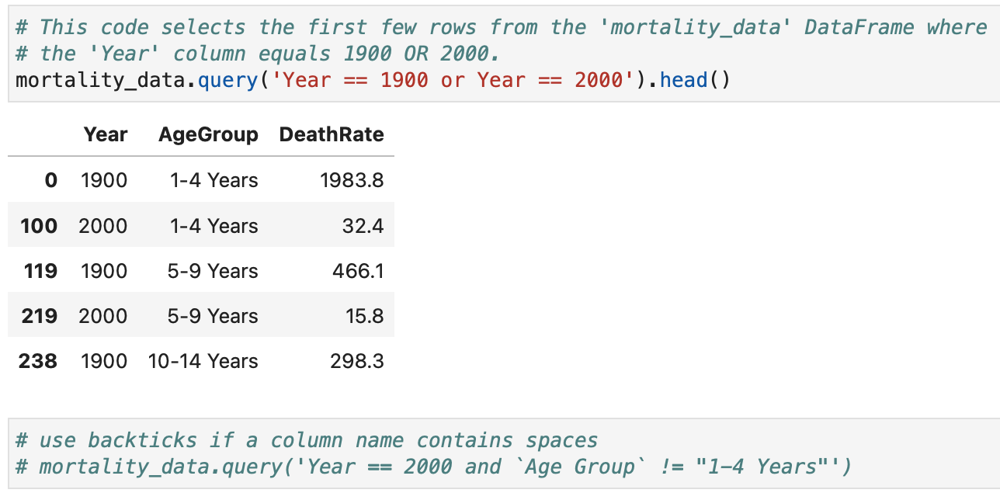 # This code selects the first few rows from the 'mortality_data' DataFrame where
# the 'Year' column equals 1900 OR 2000.
mortality_data.query('Year == 1900 or Year == 2000').head()
Year AgeGroup DeathRate
0 1900 1-4 Years 1983.8
100 2000 1-4 Years 32.4
119 1900 5-9 Years 466.1
219 2000 5-9 Years 15.8
238 1900 10-14 Years 298.3
# use backticks if a column name contains spaces
# mortality_data.query('Year == 2000 and `Age Group` != "1-4 Years"')